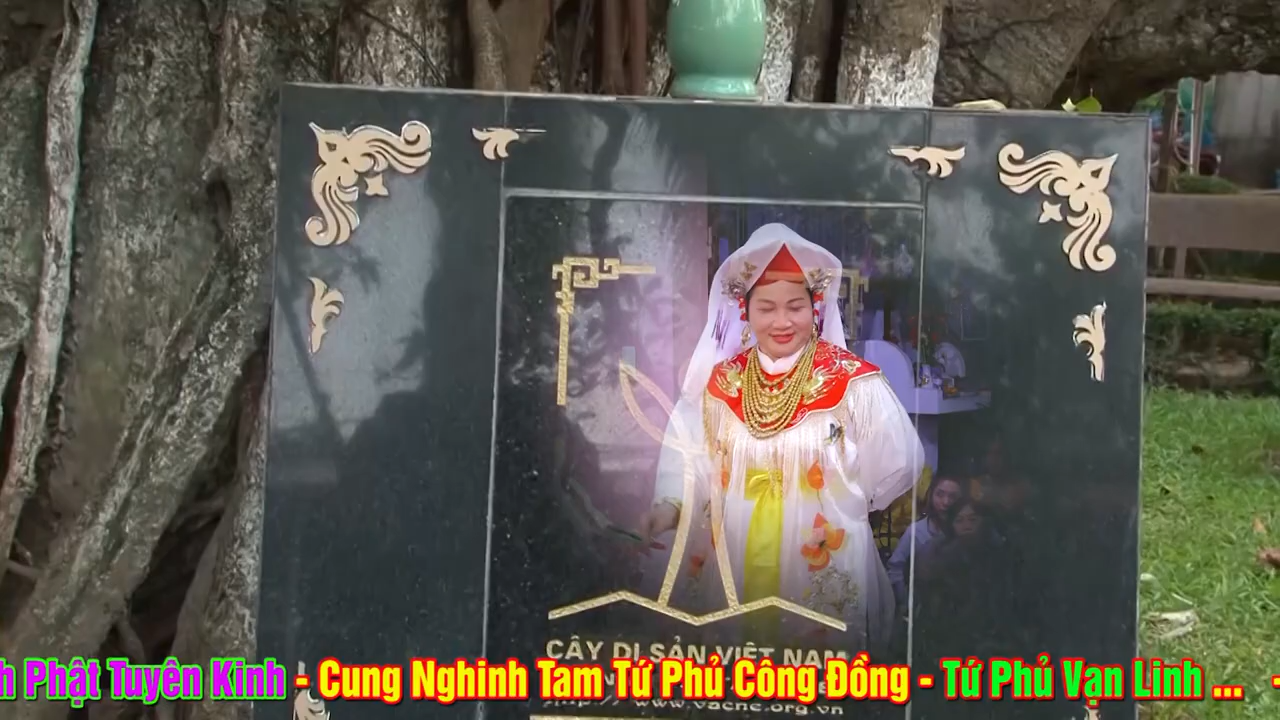 CÂY DI SẢN VIỆT NAM
h Phật Tuyên Kinh - Cung Nghinh Tam Tứ Phủ Công Đồng - Tứ Phủ Vạn Linh ... -
http://www.vacne.org.vn